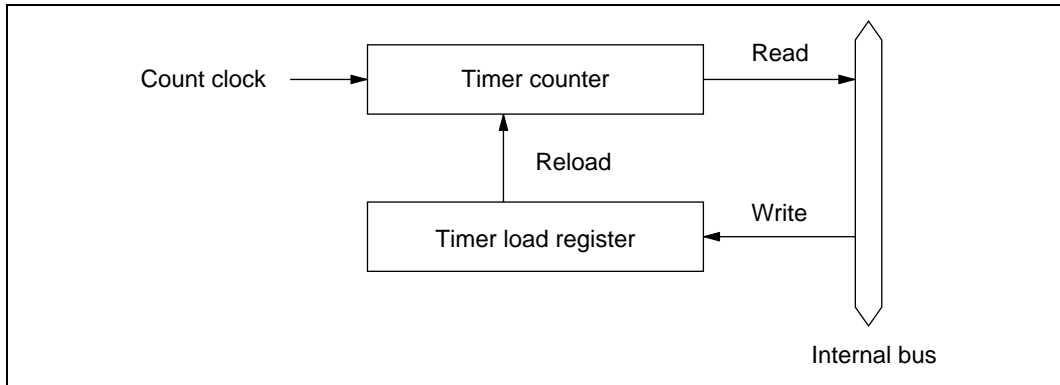 Read
Count clock
Timer counter
Reload
Write
Timer load register
Internal bus